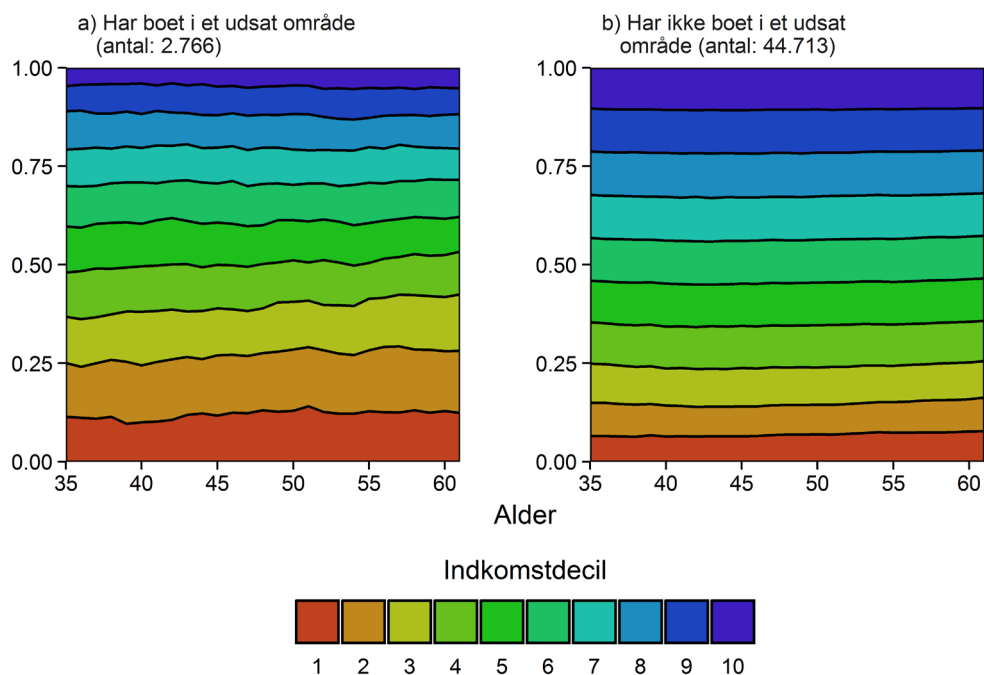 a) Har boet i et udsat område
(antal: 2.766)
b) Har ikke boet i et udsat
område (antal: 44.713)
1.00
0.75
0.50
0.25
0.00
35 40 45 50 55 60
1.00
0.75
0.50
0.25
0.00
35 40 45 50 55 60
Alder
Indkomstdecil
1 2 3 4 5 6 7 8 9 10